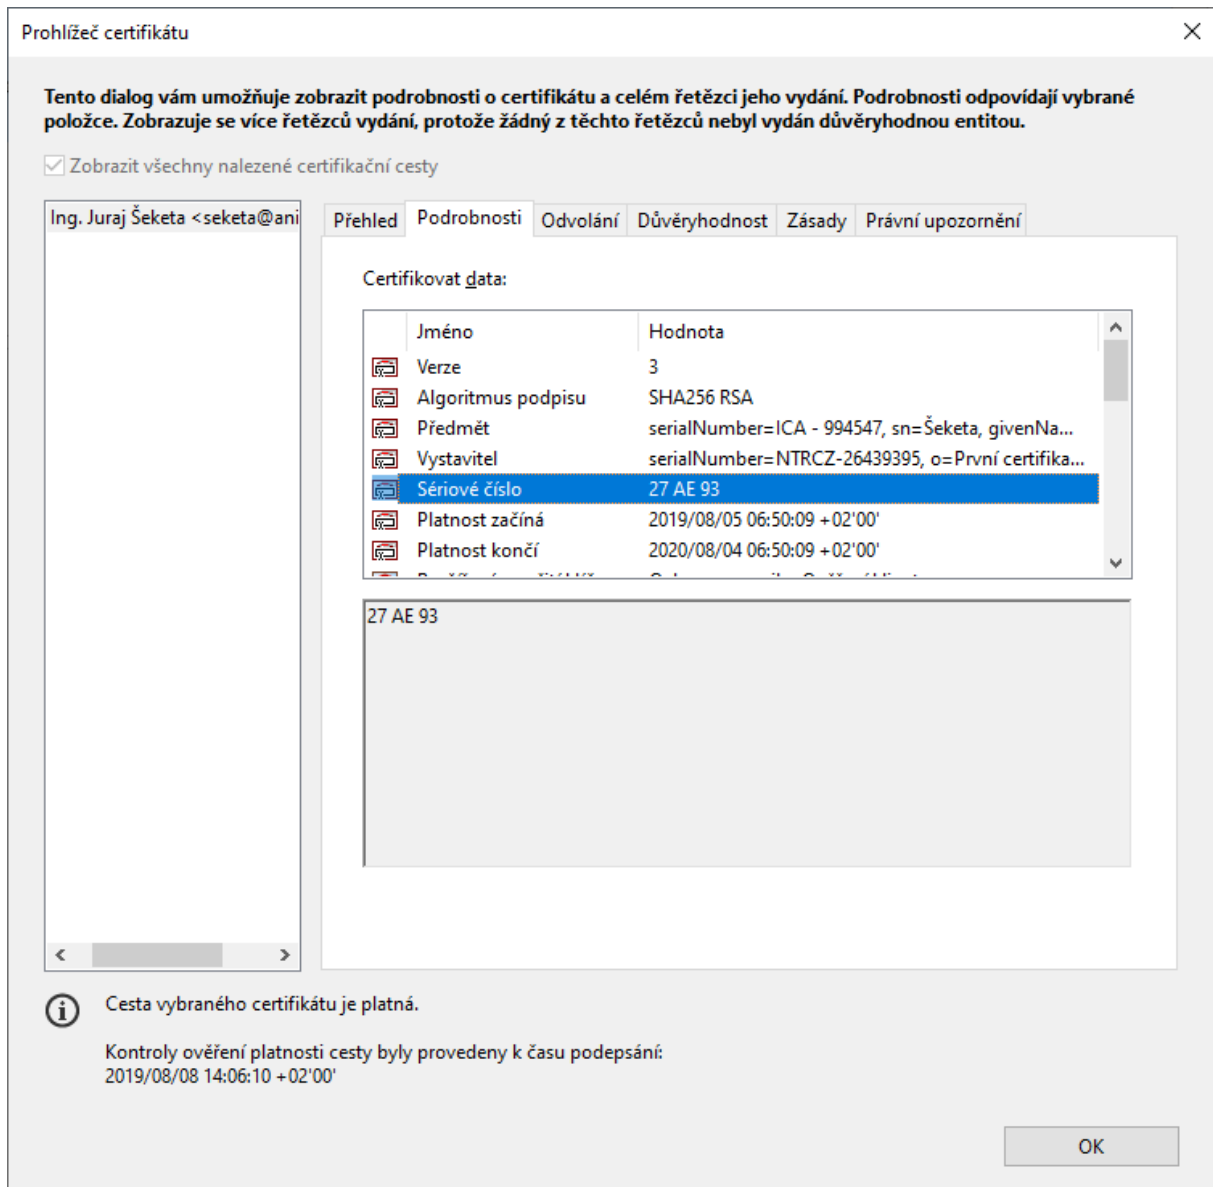 Prohlížeč certifikátu
Tento dialog vám umožňuje zobrazit podrobnosti o certifikátu a celém řetězci jeho vydání. Podrobnosti odpovídají vybrané
položce. Zobrazuje se více řetězců vydání, protože žádný z těchto řetězců nebyl vydán důvěryhodnou entitou.
Zobrazit všechny nalezené certifikační cesty
Ing. Juraj Šeketa <seketa@ani
Přehled Podrobnosti Odvolání Důvěryhodnost Zásady Právní upozornění
Certifikovat data:
Jméno Hodnota
Verze 3
Algoritmus podpisu SHA256 RSA
Předmět serialNumber=ICA - 994547, sn=Šeketa, givenNa...
Vystavitel serialNumber=NTRCZ-26439395, o=První certifika...
Sériové číslo 27 AE 93
Platnost začíná 2019/08/05 06:50:09 +02'00'
Platnost končí 2020/08/04 06:50:09 +02'00'
27 AE 93
Cesta vybraného certifikátu je platná.
Kontroly ověření platnosti cesty byly provedeny k času podepsání:
2019/08/08 14:06:10 +02'00'
OK